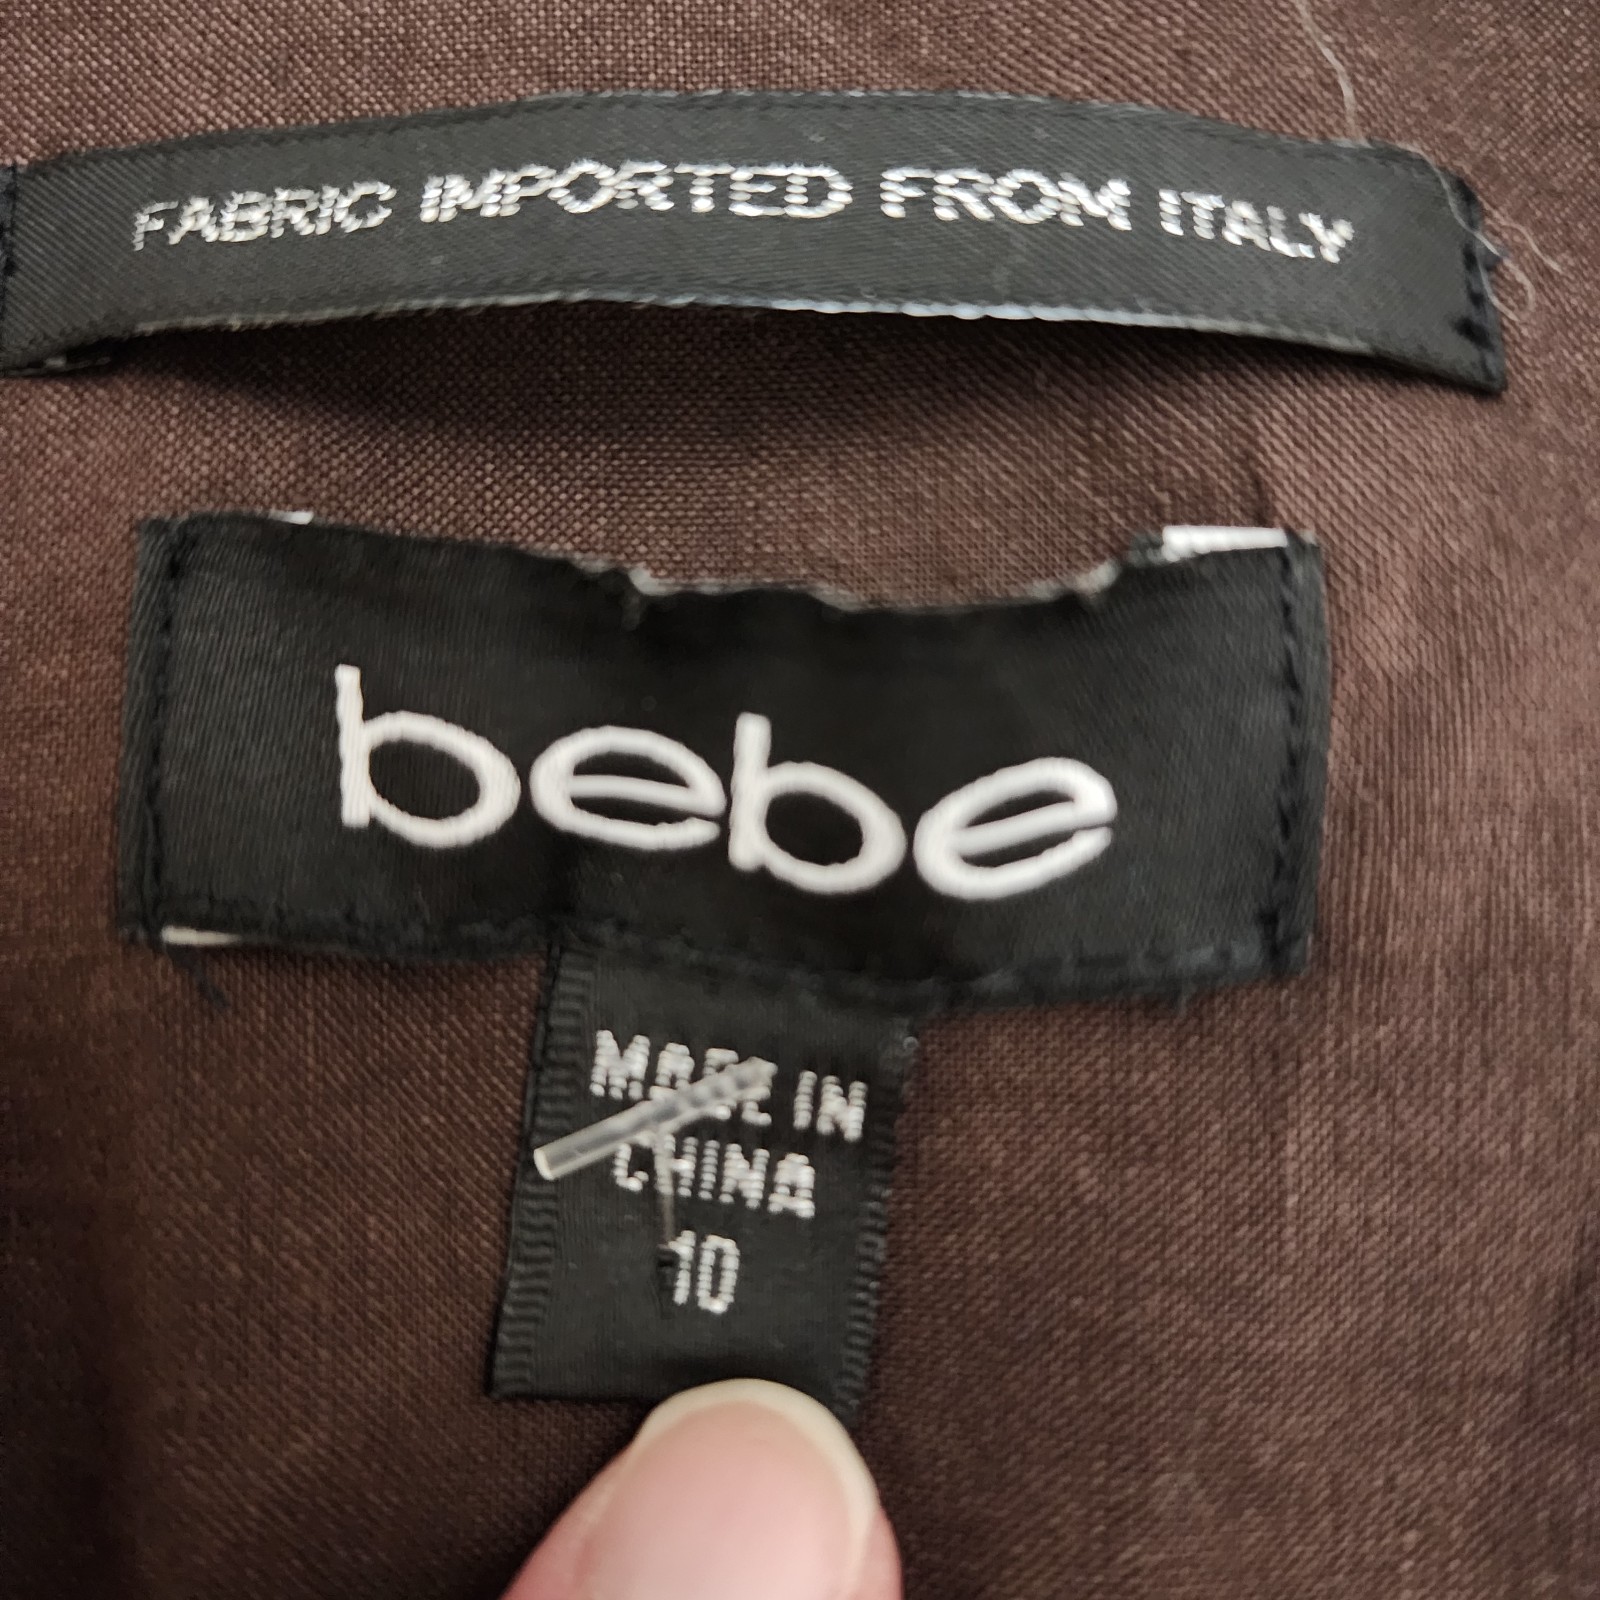 FABRIC IMPORTED FROM ITALY
bebe
MADE IN
CHINA
10